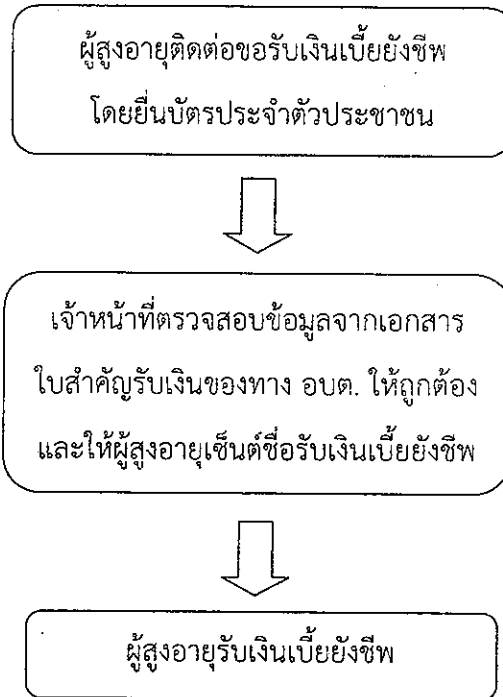 ผู้สูงอายุติดต่อขอรับเงินเบี้ยยังชีพ
โดยยื่นบัตรประจำตัวประชาชน
เจ้าหน้าที่ตรวจสอบข้อมูลจากเอกสาร
ใบสำคัญรับเงินของทาง อบต. ให้ถูกต้อง
และให้ผู้สูงอายุเซ็นต์ชื่อรับเงินเบี้ยยังชีพ
ผู้สูงอายุรับเงินเบี้ยยังชีพ